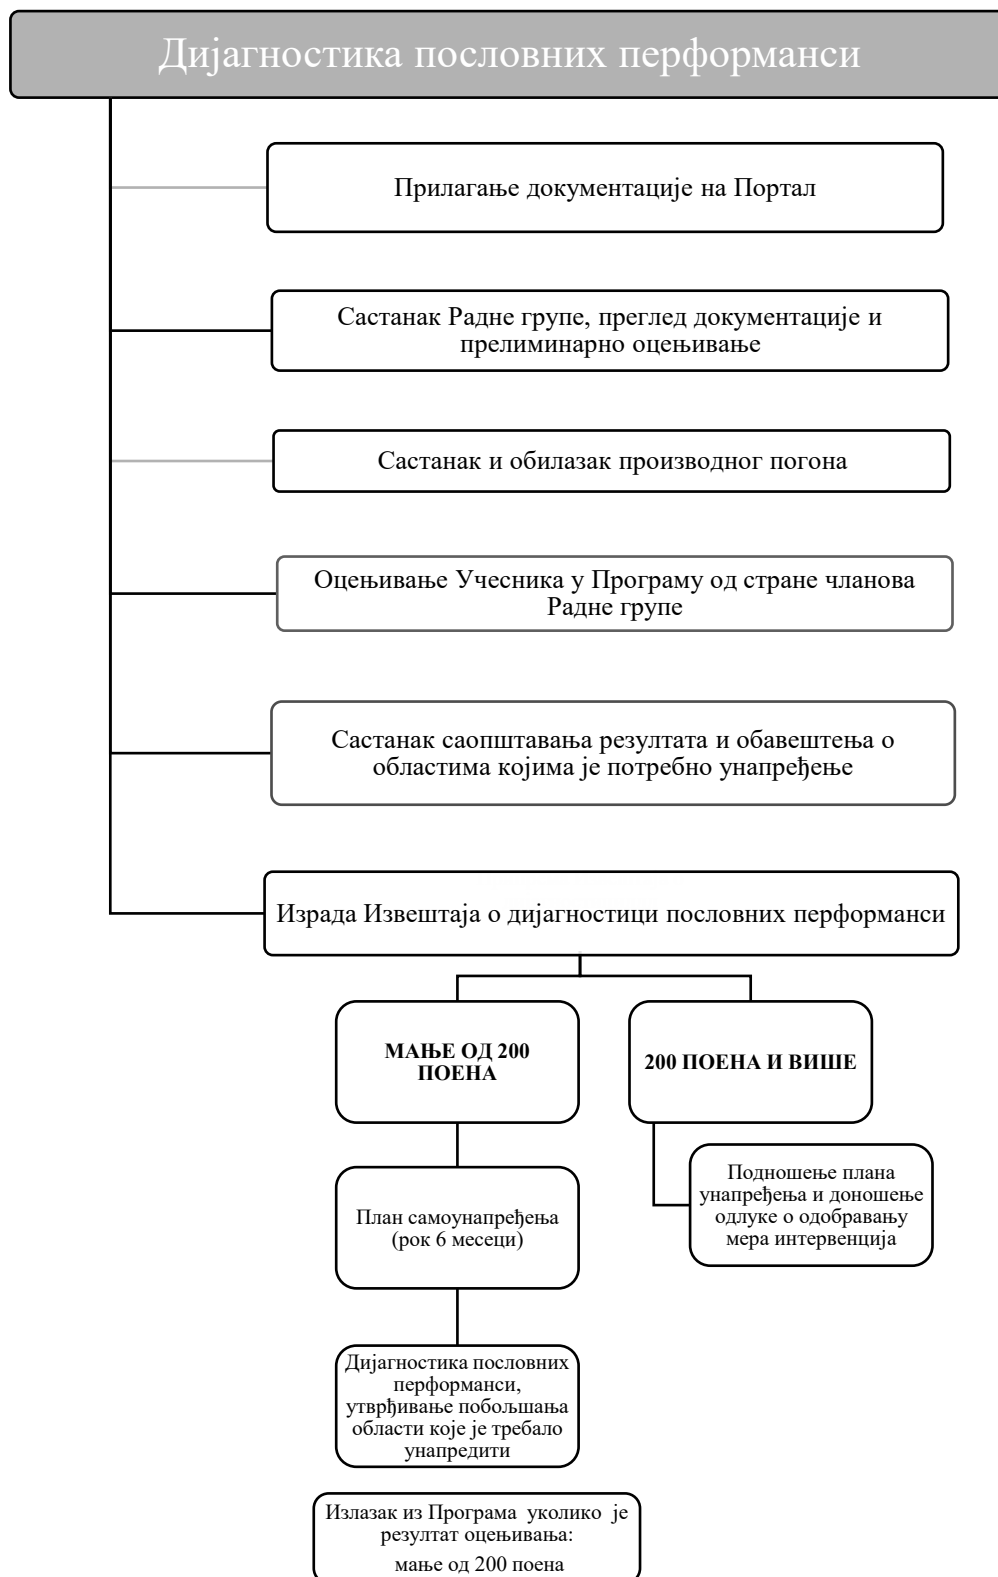 Дијагностика пословних перформанси
Прилагање документације на Портал
Састанак Радне групе, преглед документације и
прелиминарно оцењивање
Састанак и обилазак производног погона
Оцењивање Учесника у Програму од стране чланова
Радне групе
Састанак саопштавања резултата и обавештења о
областима којима је потребно унапређење
Израда Извештаја о дијагностици пословних перформанси
МАЊЕ ОД 200
ПОЕНА
200 ПОЕНА И ВИШЕ
План самоунапређења
(рок 6 месеци)
Подношење плана
унапређења и доношење
одлуке о одобравању
мера интервенција
Дијагностика пословних
перформанси,
утврђивање побољшања
области које је требало
унапредити
Излазак из Програма уколико је
резултат оцењивања:
мање од 200 поена